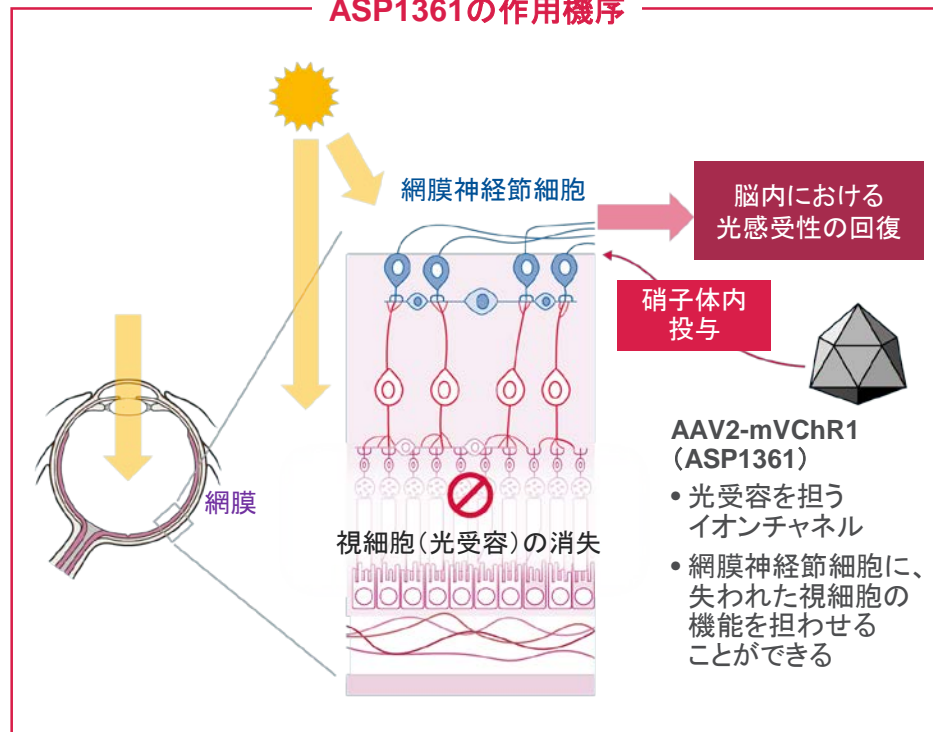 ASP1361の作用機序
網膜神経節細胞
脳内における
光感受性の回復
硝子体内
投与
AAV2-mVChR1
（ASP1361）
• 光受容を担う
イオンチャネル
• 網膜神経節細胞に、
失われた視細胞の
機能を担わせる
ことができる
網膜
視細胞（光受容）の消失